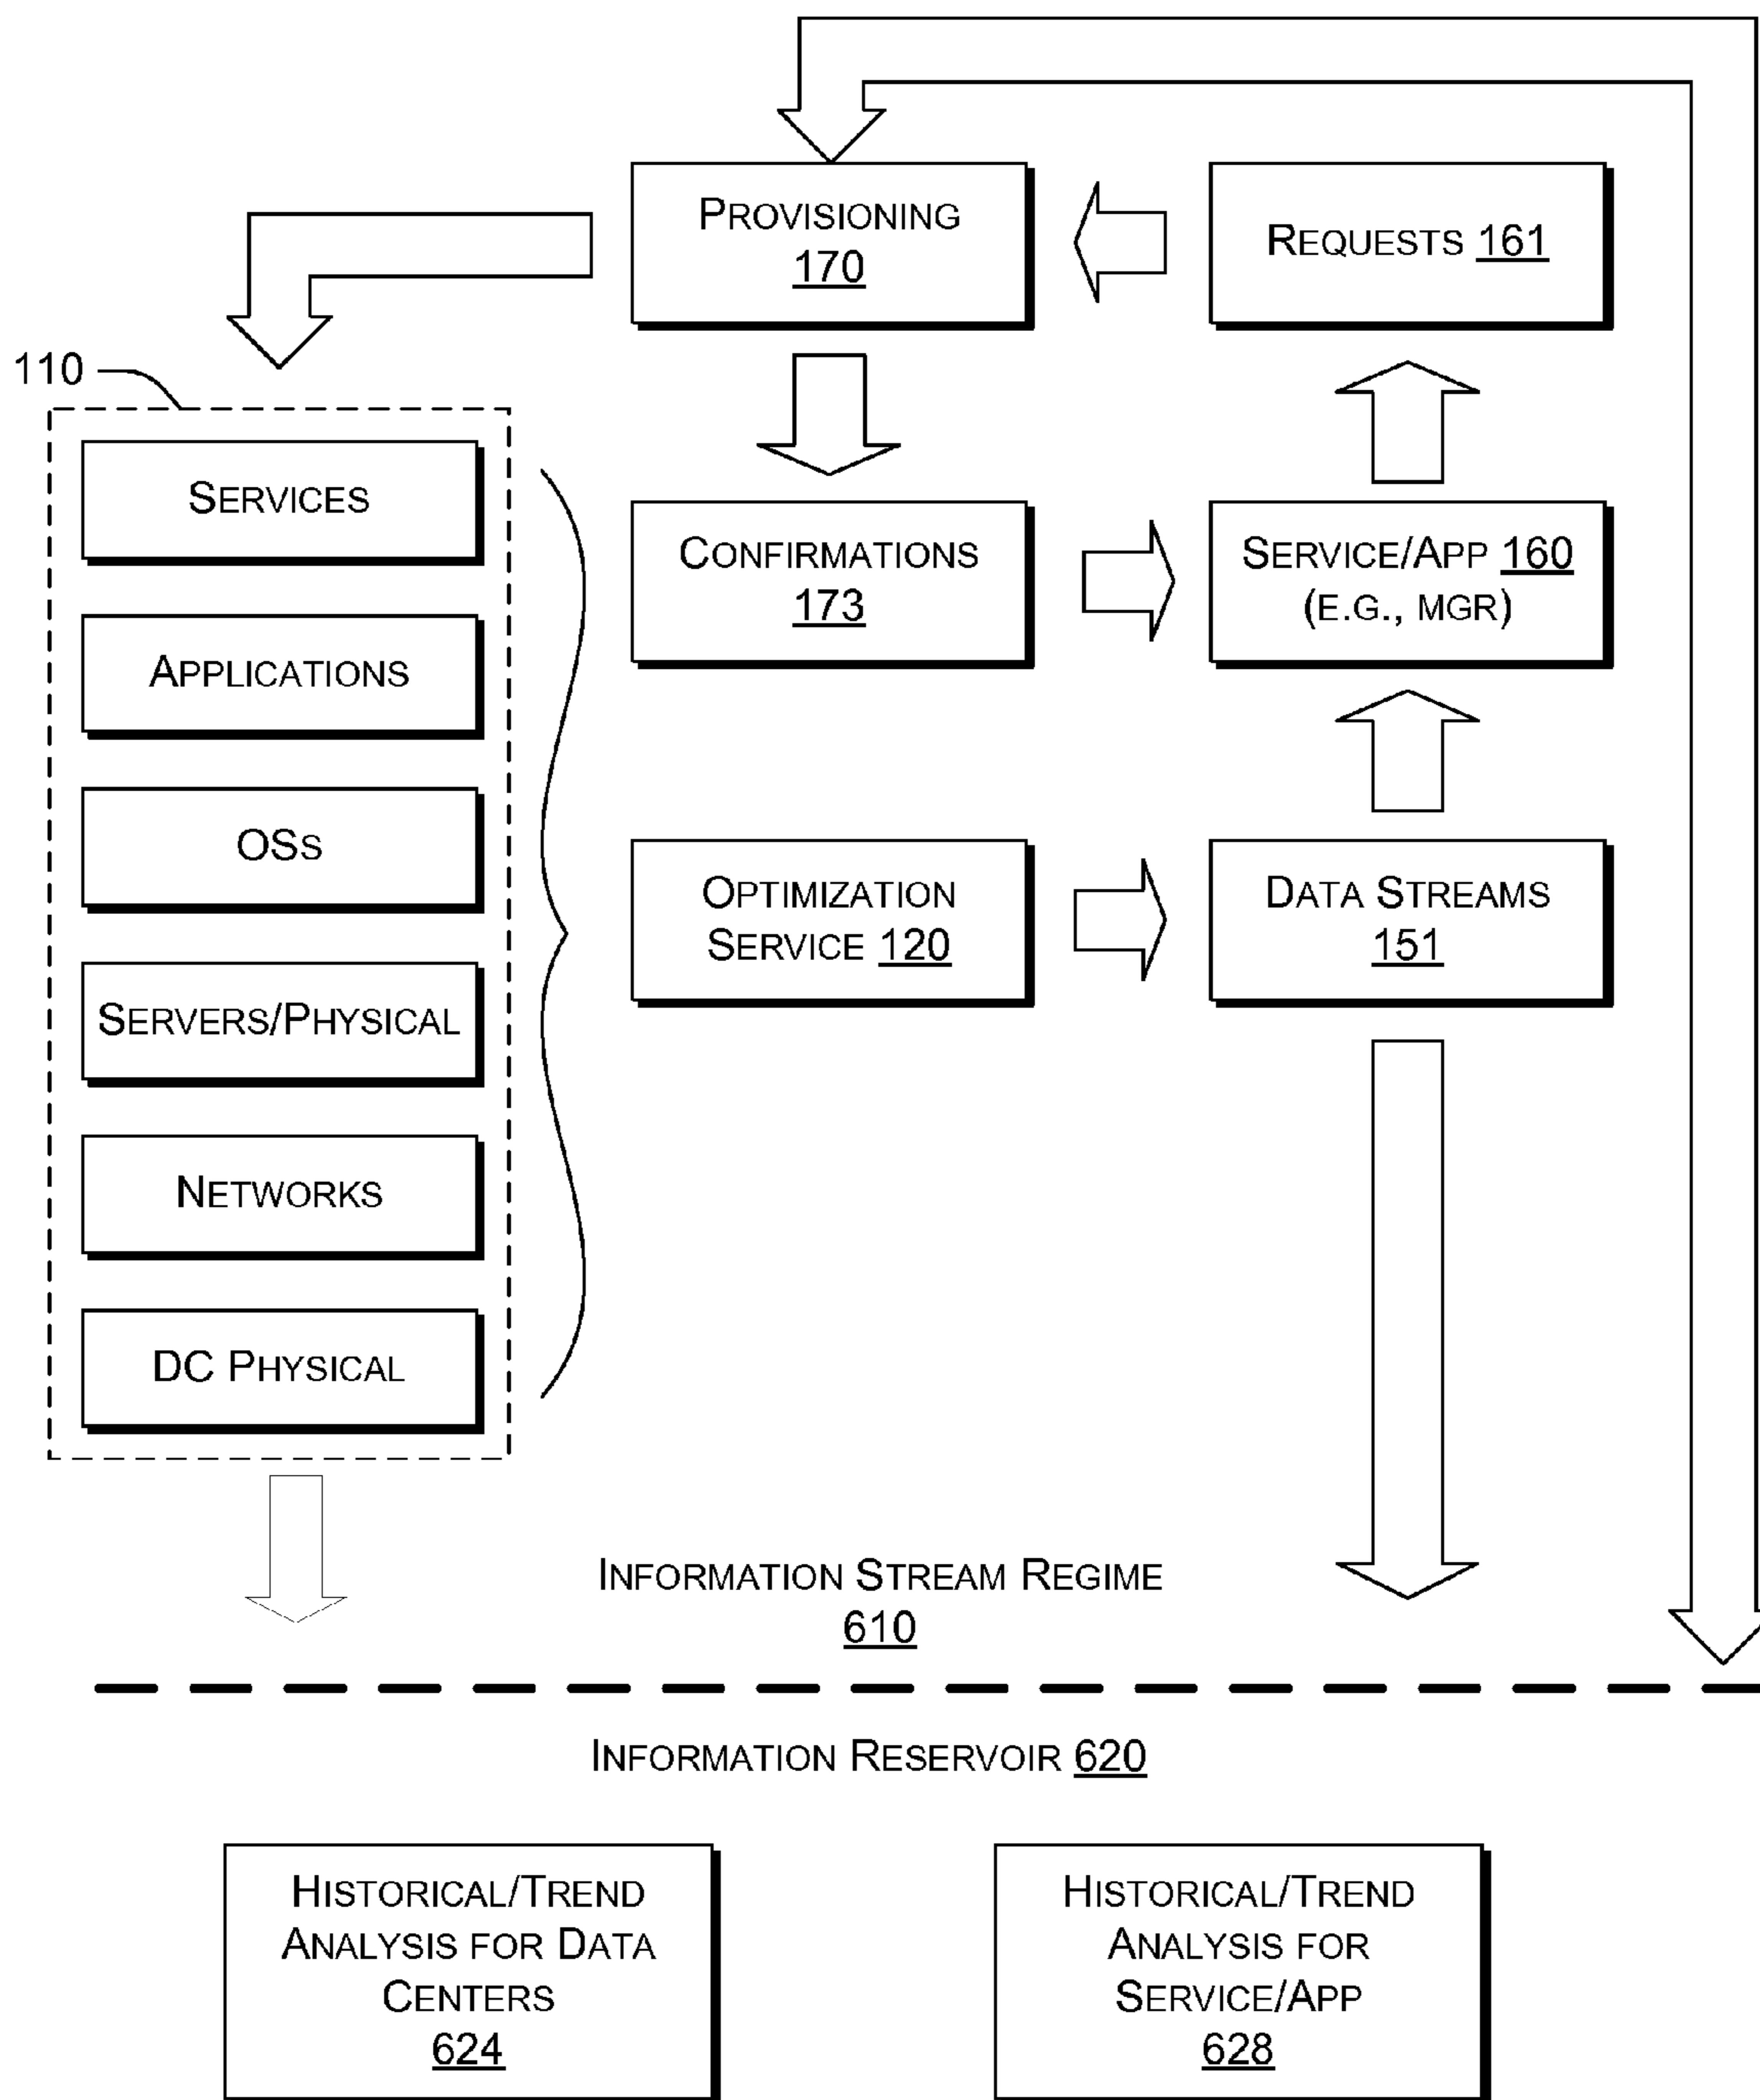 PROVISIONING
170
REQUESTS 161
110
SERVICES
APPLICATIONS
OSS
SERVERS/PHYSICAL
NETWORKS
DC PHYSICAL
CONFIRMATIONS
173
SERVICE/APP 160
(E.G., MGR)
OPTIMIZATION
SERVICE 120
DATA STREAMS
151
INFORMATION STREAM REGIME
610
INFORMATION RESERVOIR 620
HISTORICAL/TREND
ANALYSIS FOR DATA
CENTERS
624
HISTORICAL/TREND
ANALYSIS FOR
SERVICE/APP
628